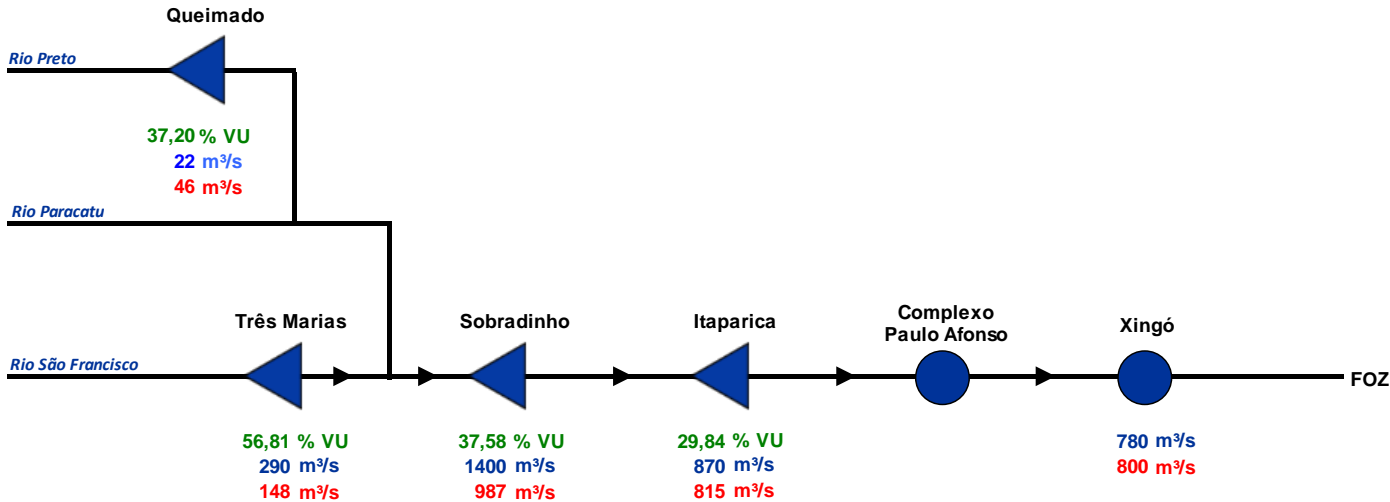 Queimado
Rio Preto
37,20 % VU
22 m³/s
46 m³/s
Rio Paracatu
Três Marias
Sobradinho
Itaparica
Complexo
Paulo Afonso
Xingó
Rio São Francisco
FOZ
56,81 % VU
290 m³/s
148 m³/s
37,58 % VU
1400 m³/s
987 m³/s
29,84 % VU
870 m³/s
815 m³/s
780 m³/s
800 m³/s